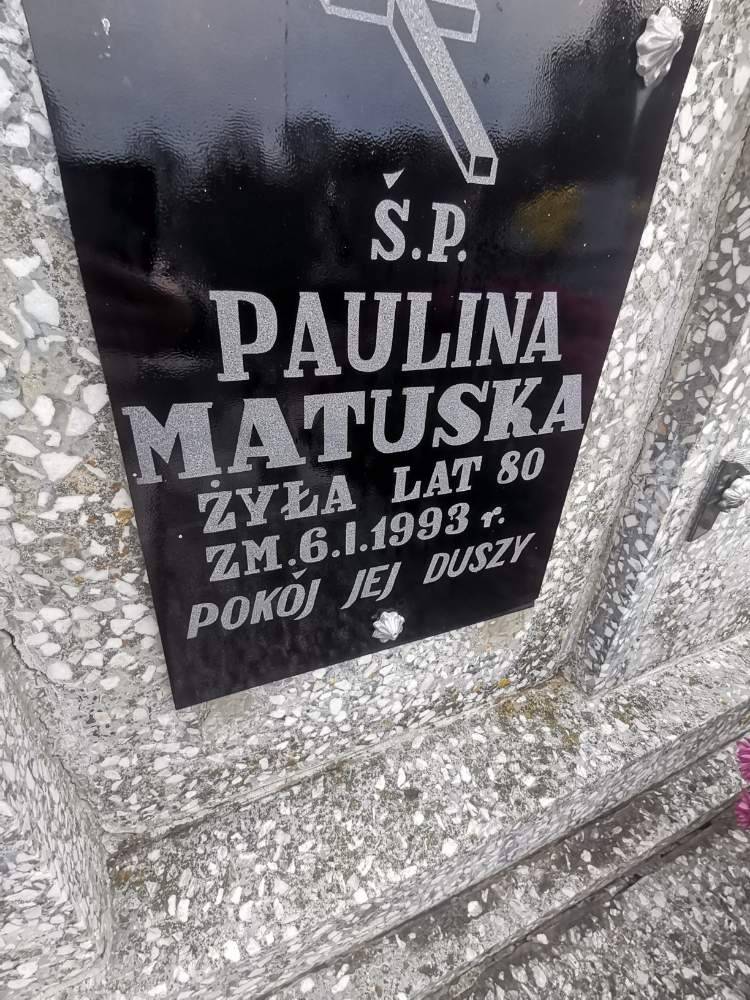 Ś.P.
PAULINA
MATUSKA
ŻYŁA LAT 80
ZM.6.I.1993 r.
POKÓJ JEJ DUSZY